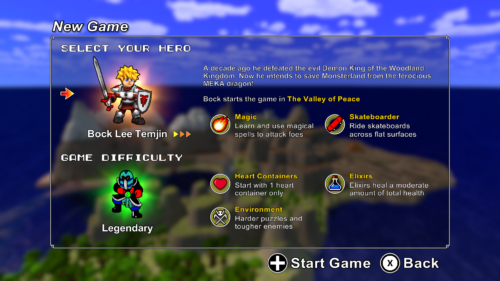 New Game
SELECT YOUR HERO
A decade ago he defeated the evil Demon King of the Woodland
Kingdom. Now he intends to save Monsterland from the ferocious
MEKA dragon!
Bock starts the game in The Valley of Peace
Bock Lee Temjin
Magic
Learn and use magical
spells to attack foes
Skateboarder
Ride skateboards
across flat surfaces
GAME DIFFICULTY
Legendary
Heart Containers
Start with 1 heart
container only
Elixirs
Elixirs heal a moderate
amount of total health
Environment
Harder puzzles and
tougher enemies
Start Game
X Back